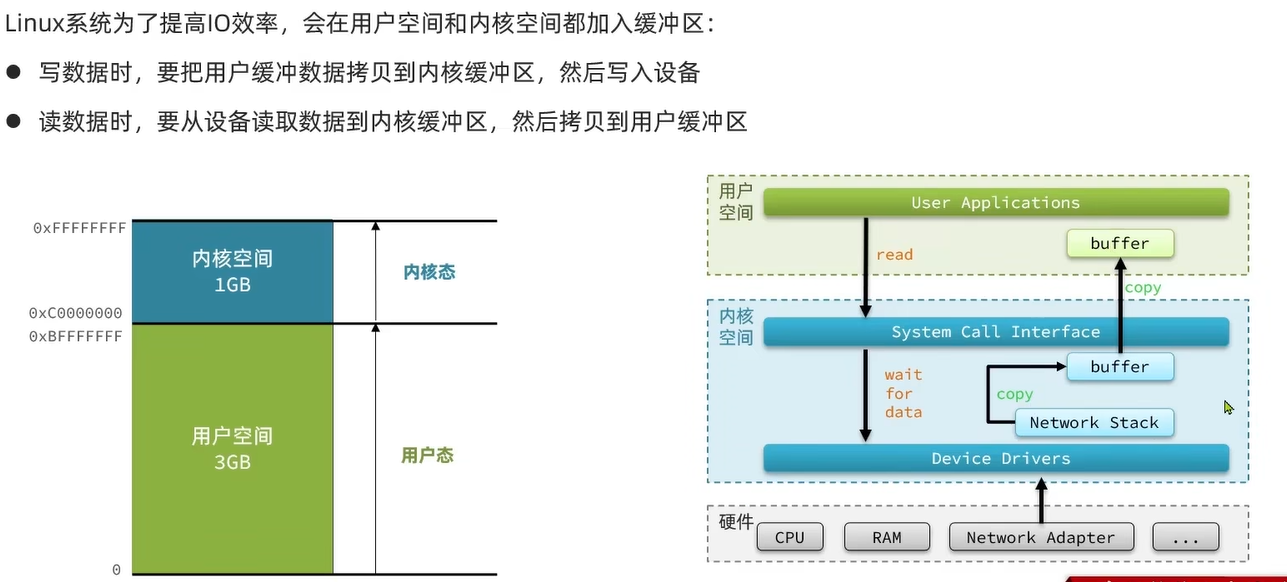 Linux系统为了提高IO效率，会在用户空间和内核空间都加入缓冲区：
● 写数据时，要把用户缓冲数据拷贝到内核缓冲区，然后写入设备
● 读数据时，要从设备读取数据到内核缓冲区，然后拷贝到用户缓冲区
0xFFFFFFFF
内核空间
1GB
内核态
0xC0000000
0xBFFFFFFF
用户空间
3GB
用户态
0
用户
空间
User Applications
buffer
read
copy
内核
空间
System Call Interface
buffer
wait
for
data
copy
Network Stack
Device Drivers
硬件
CPU
RAM
Network Adapter
...